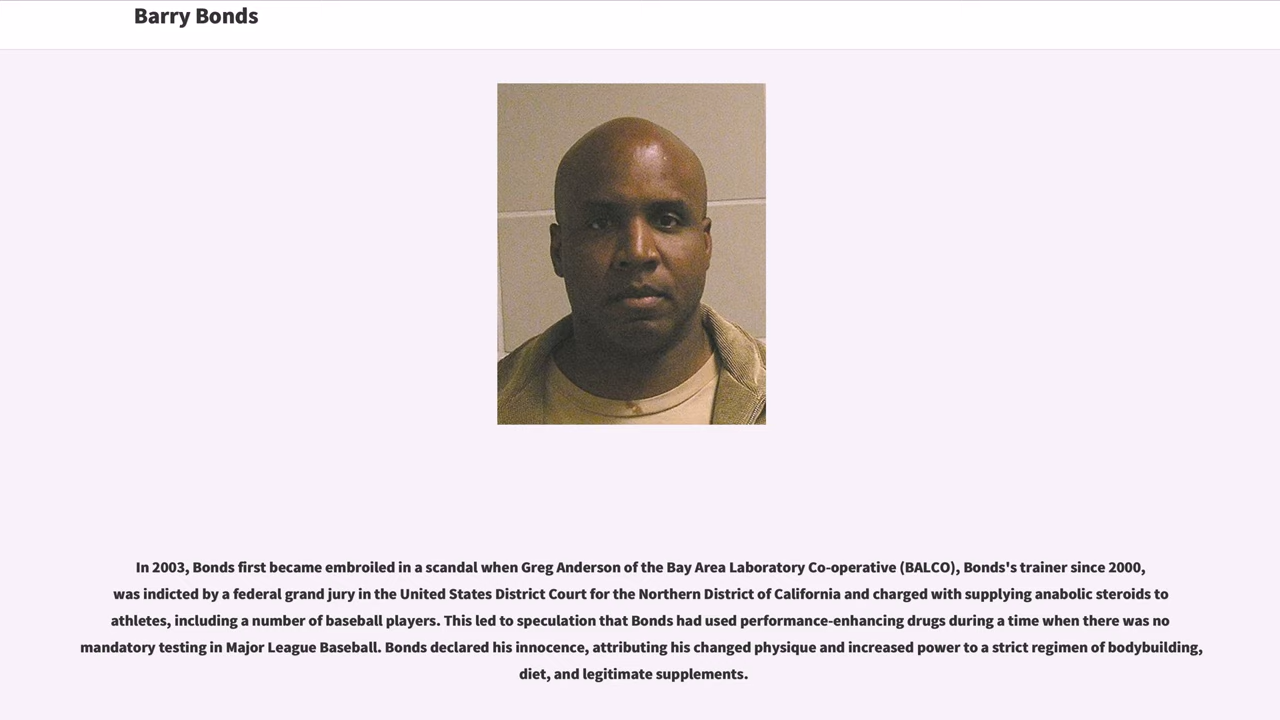 Barry Bonds
In 2003, Bonds first became embroiled in a scandal when Greg Anderson of the Bay Area Laboratory Co-operative (BALCO), Bonds's trainer since 2000,
was indicted by a federal grand jury in the United States District Court for the Northern District of California and charged with supplying anabolic steroids to
athletes, including a number of baseball players. This led to speculation that Bonds had used performance-enhancing drugs during a time when there was no
mandatory testing in Major League Baseball. Bonds declared his innocence, attributing his changed physique and increased power to a strict regimen of bodybuilding,
diet, and legitimate supplements.